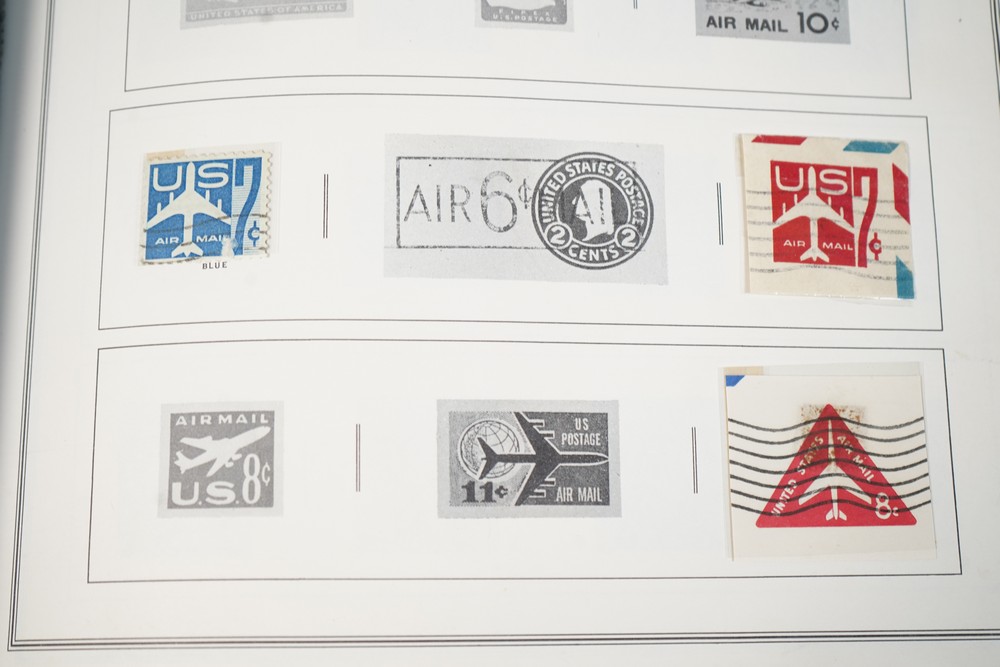 UNITED STATES OF AMERICA
U.S. POSTAGE
AIR MAIL 10¢
US 7¢
AIR MAIL
BLUE
AIR 6¢
UNITED STATES POSTAGE
2 CENTS 2
US 7¢
AIR MAIL
AIR MAIL
U.S. 8¢
US
POSTAGE
11¢
AIR MAIL
UNITED STATES AIR MAIL 8¢